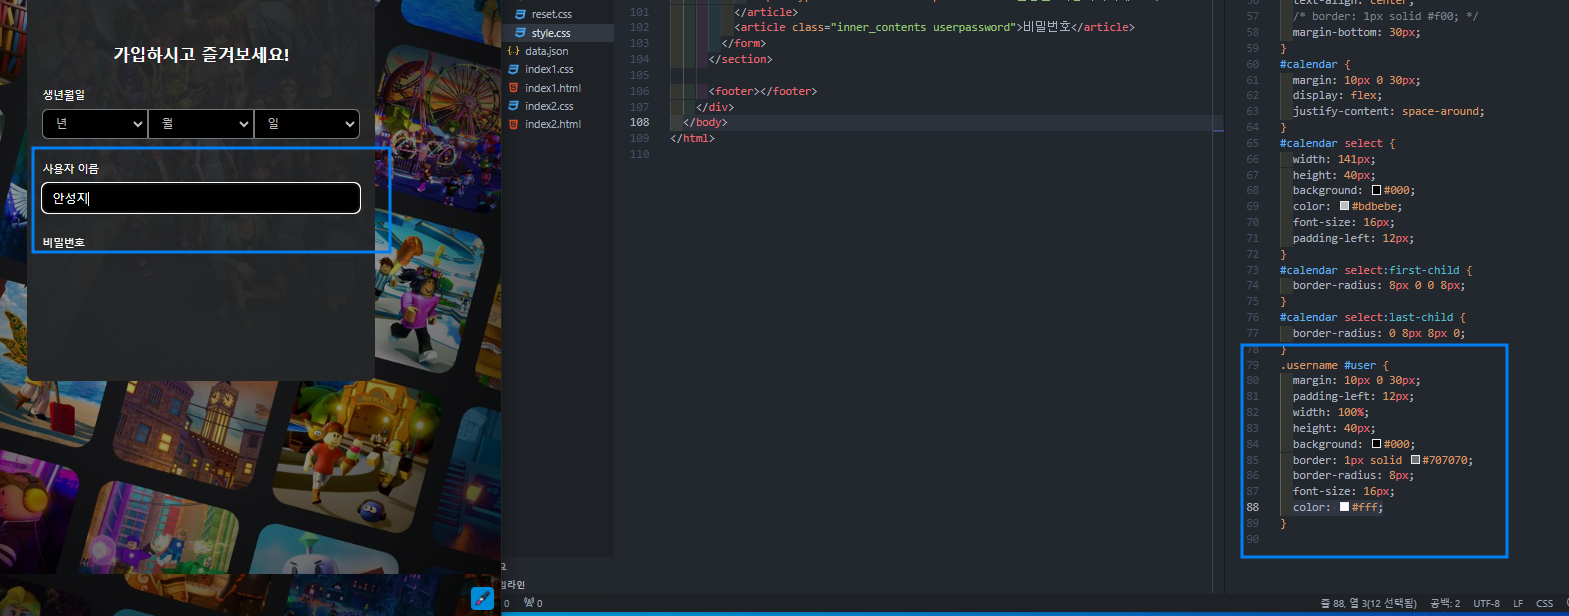 가입하시고 즐겨보세요!
생년월일
년
월
일
사용자 이름
안성지
비밀번호
reset.css
style.css
{} data.json
index1.css
index1.html
index2.css
index2.html
101 </article>
102 <article class="inner_contents userpassword">비밀번호</article>
103 </form>
104 </section>
105
106 <footer></footer>
107 </div>
108 </body>
109 </html>
110
text-align: center;
57 /* border: 1px solid #f00; */
58 margin-bottom: 30px;
59 }
60 #calendar {
61 margin: 10px 0 30px;
62 display: flex;
63 justify-content: space-around;
64 }
65 #calendar select {
66 width: 141px;
67 height: 40px;
68 background: #000;
69 color: #bdbebe;
70 font-size: 16px;
71 padding-left: 12px;
72 }
73 #calendar select:first-child {
74 border-radius: 8px 0 0 8px;
75 }
76 #calendar select:last-child {
77 border-radius: 0 8px 8px 0;
78 }
79 .username #user {
80 margin: 10px 0 30px;
81 padding-left: 12px;
82 width: 100%;
83 height: 40px;
84 background: #000;
85 border: 1px solid #707070;
86 border-radius: 8px;
87 font-size: 16px;
88 color: #fff;
89 }
90
0 0
줄 88, 열 3(12 선택됨) 공백: 2 UTF-8 LF CSS